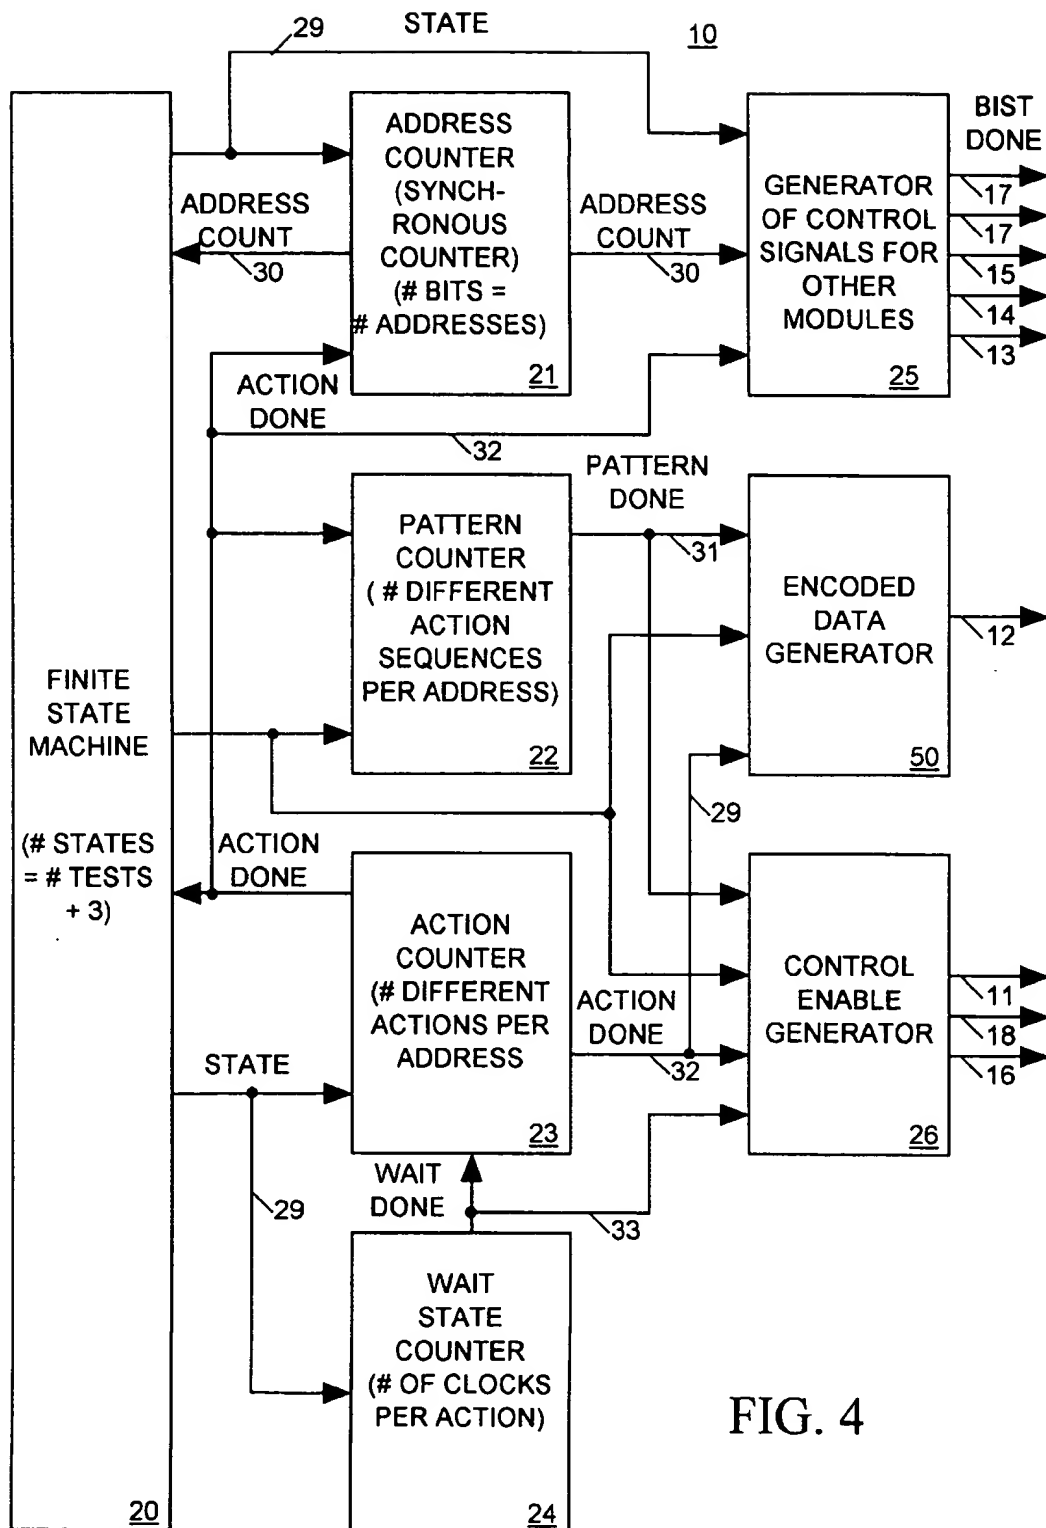 29
STATE
10
ADDRESS
COUNTER
(SYNCH-
RONOUS
COUNTER)
(# BITS =
# ADDRESSES)
21
ADDRESS
COUNT
30
ADDRESS
COUNT
30
GENERATOR
OF CONTROL
SIGNALS FOR
OTHER
MODULES
25
BIST
DONE
17
17
15
14
13
ACTION
DONE
32
PATTERN
DONE
31
PATTERN
COUNTER
( # DIFFERENT
ACTION
SEQUENCES
PER ADDRESS)
22
ENCODED
DATA
GENERATOR
50
12
FINITE
STATE
MACHINE
(# STATES
= # TESTS
+ 3)
20
ACTION
DONE
29
ACTION
COUNTER
(# DIFFERENT
ACTIONS PER
ADDRESS
23
ACTION
DONE
32
CONTROL
ENABLE
GENERATOR
26
11
18
16
STATE
29
WAIT
DONE
33
WAIT
STATE
COUNTER
(# OF CLOCKS
PER ACTION)
24
FIG. 4